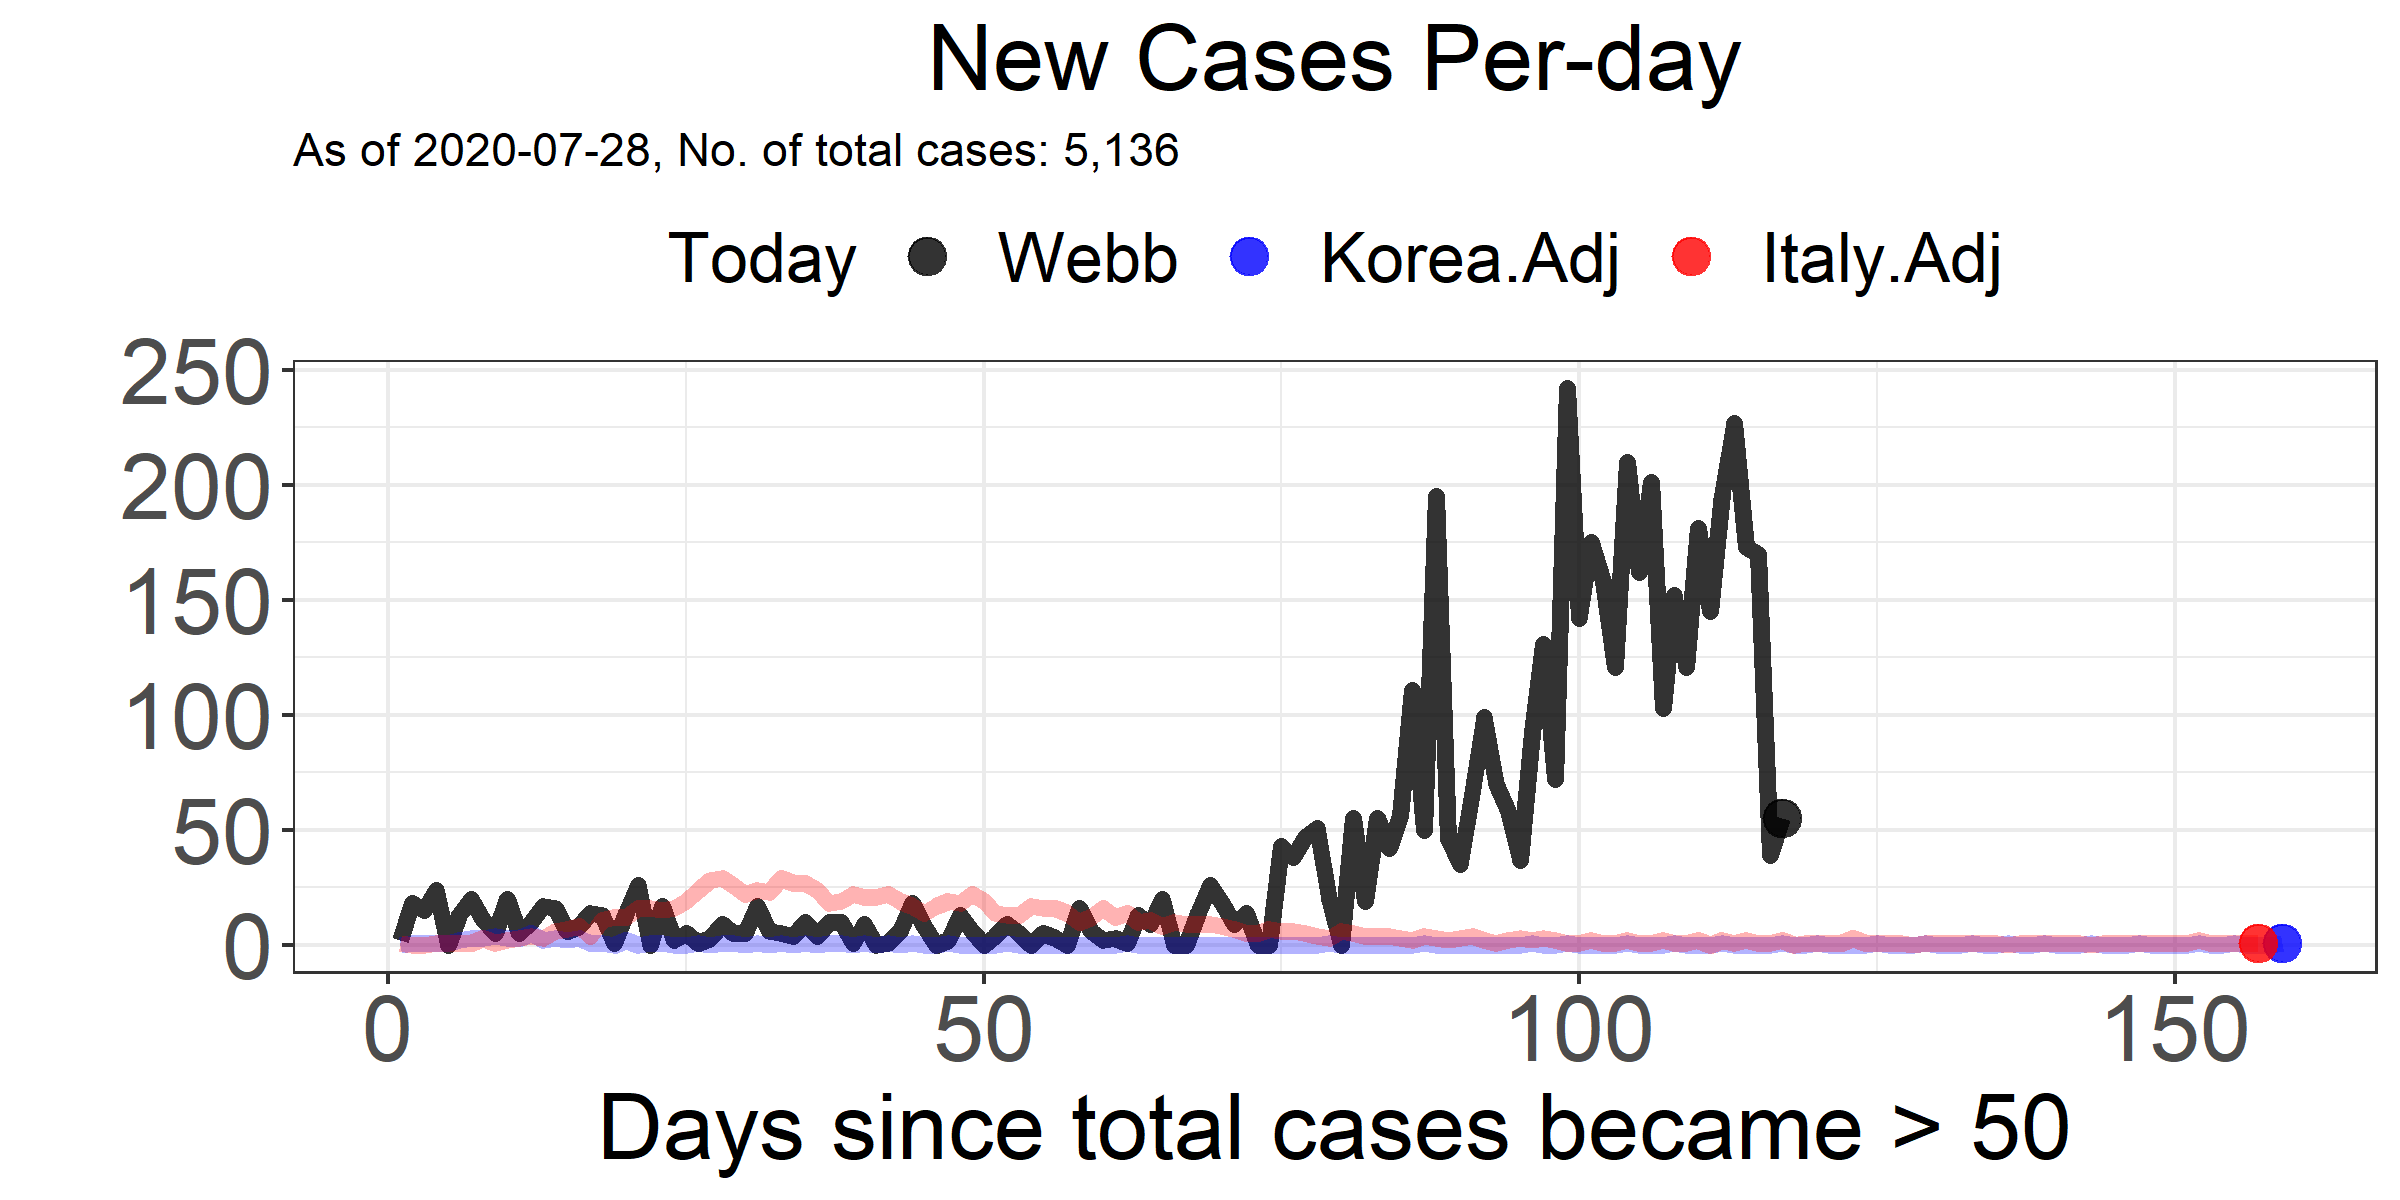 New Cases Per-day
As of 2020-07-28, No. of total cases: 5,136
Today Webb Korea.Adj Italy.Adj
250
200
150
100
50
0
0 50 100 150
Days since total cases became > 50